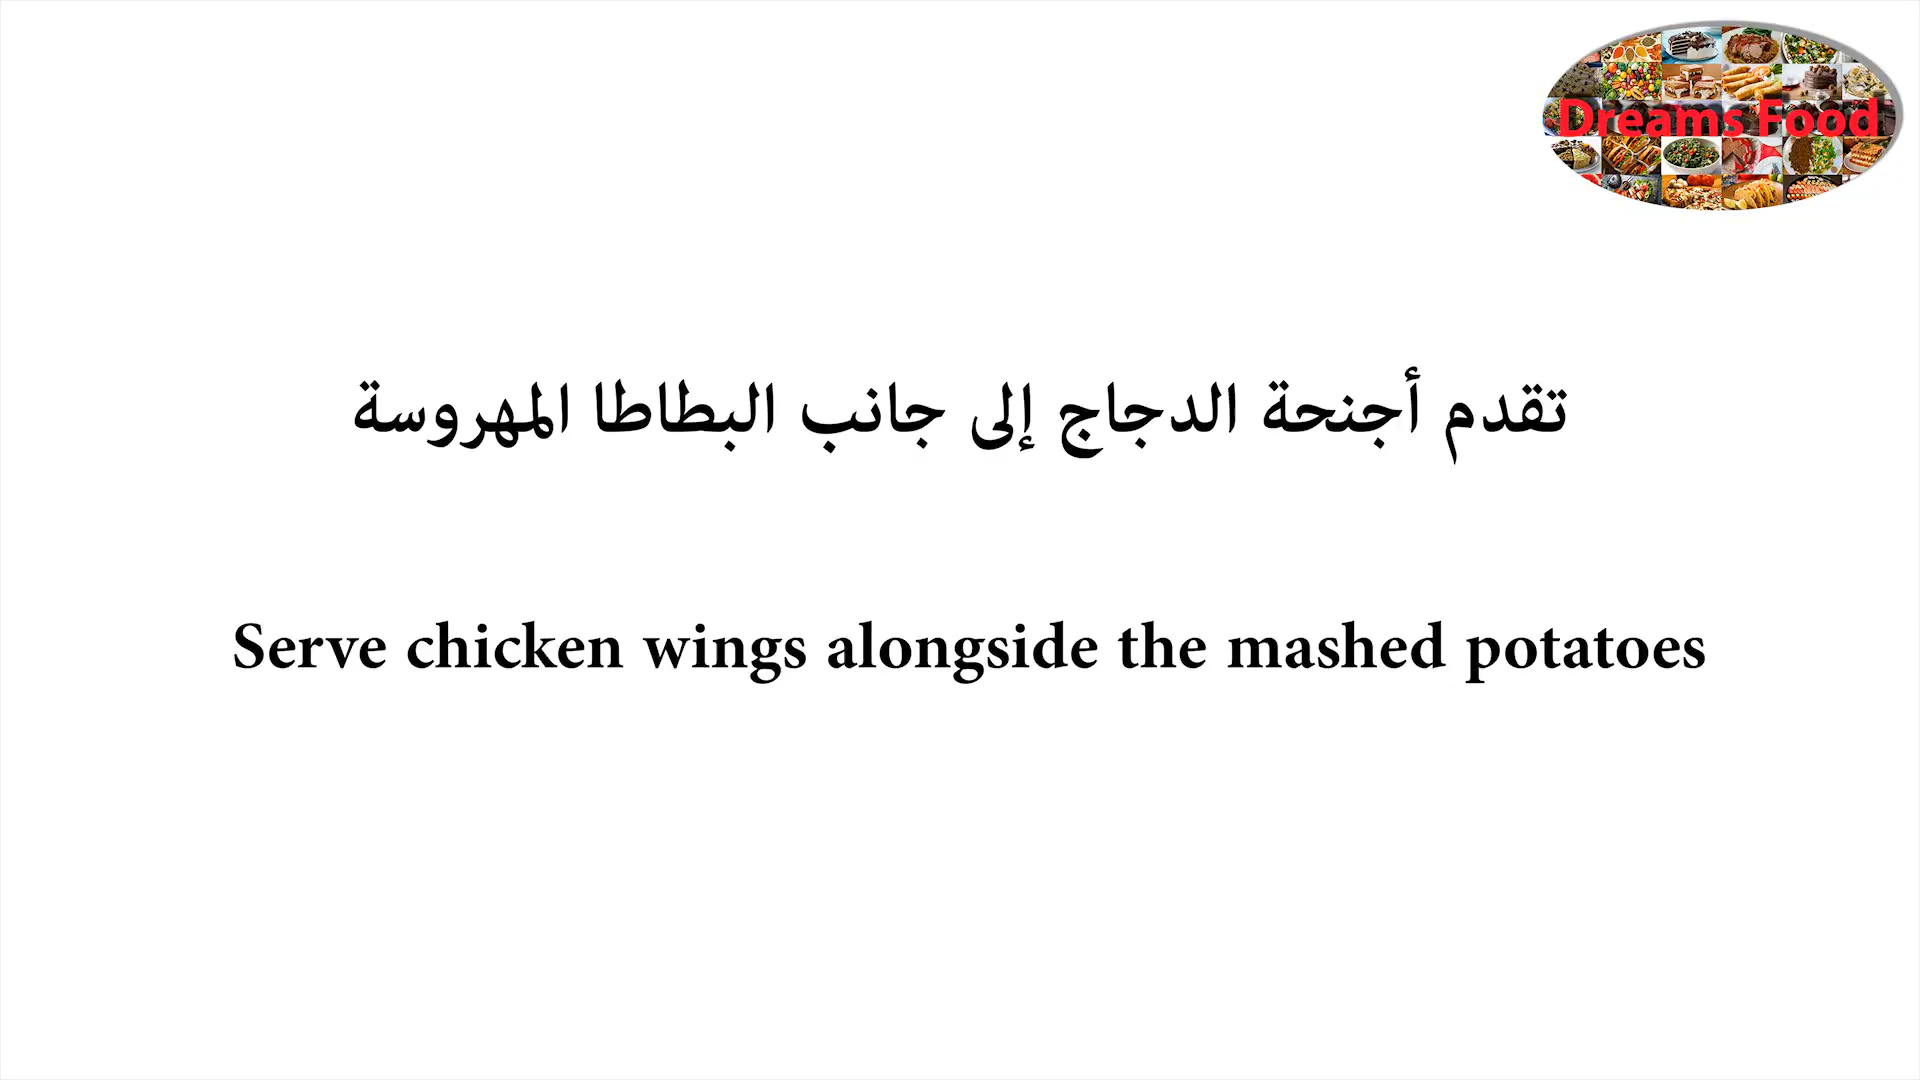 Dreams Food
تقدم أجنحة الدجاج إلى جانب البطاطا المهروسة
Serve chicken wings alongside the mashed potatoes